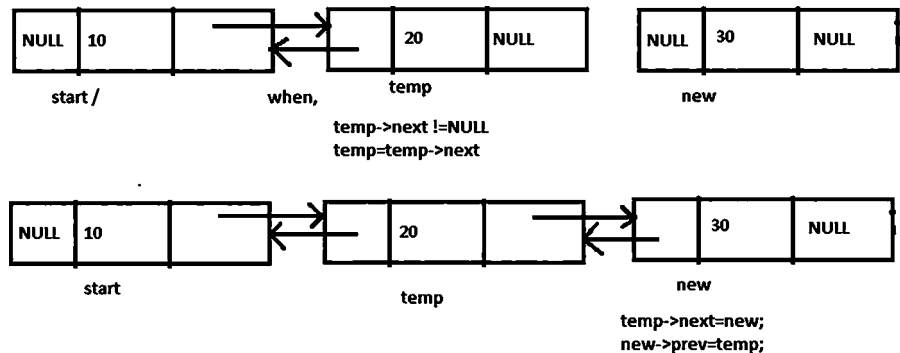 NULL 10 20 NULL NULL 30 NULL
start / when, temp new
temp->next !=NULL
temp=temp->next
NULL 10 20 30 NULL
start temp new
temp->next=new;
new->prev=temp;